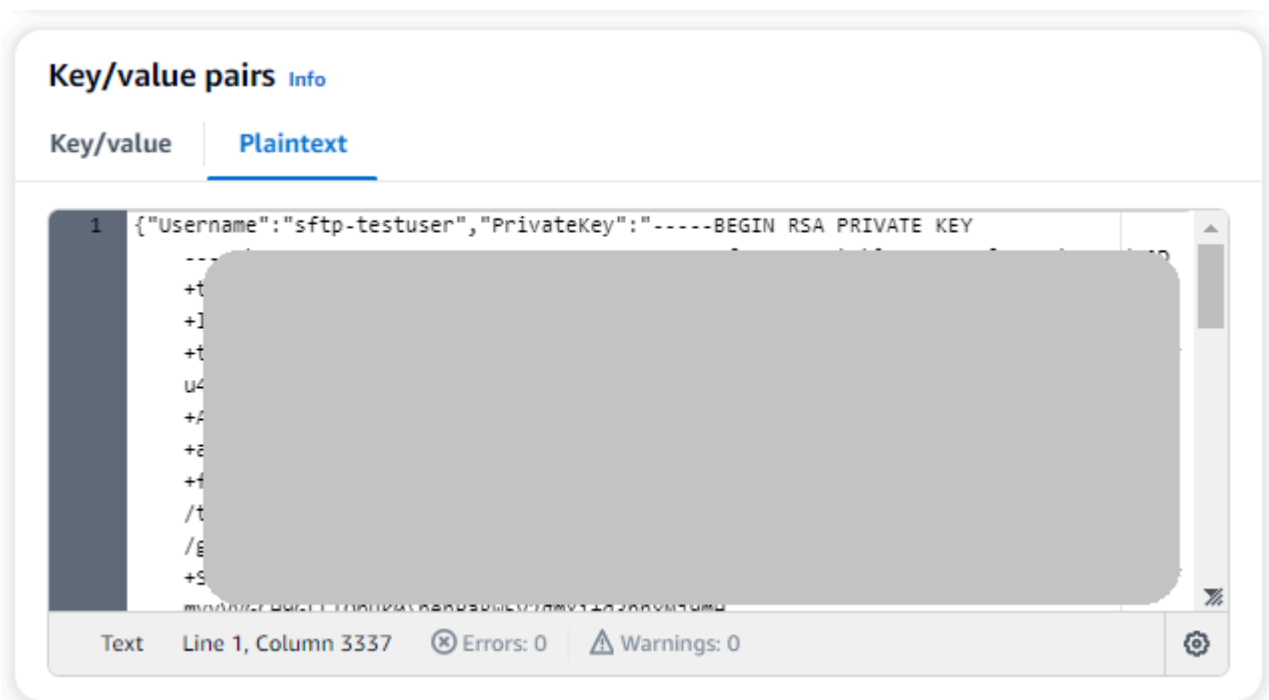 Key/value pairs Info
Key/value Plaintext
1 {"Username":"sftp-testuser","PrivateKey":"-----BEGIN RSA PRIVATE KEY
+t
u4
+A
+a
+f
/t
/g
+S
Text Line 1, Column 3337 Errors: 0 Warnings: 0